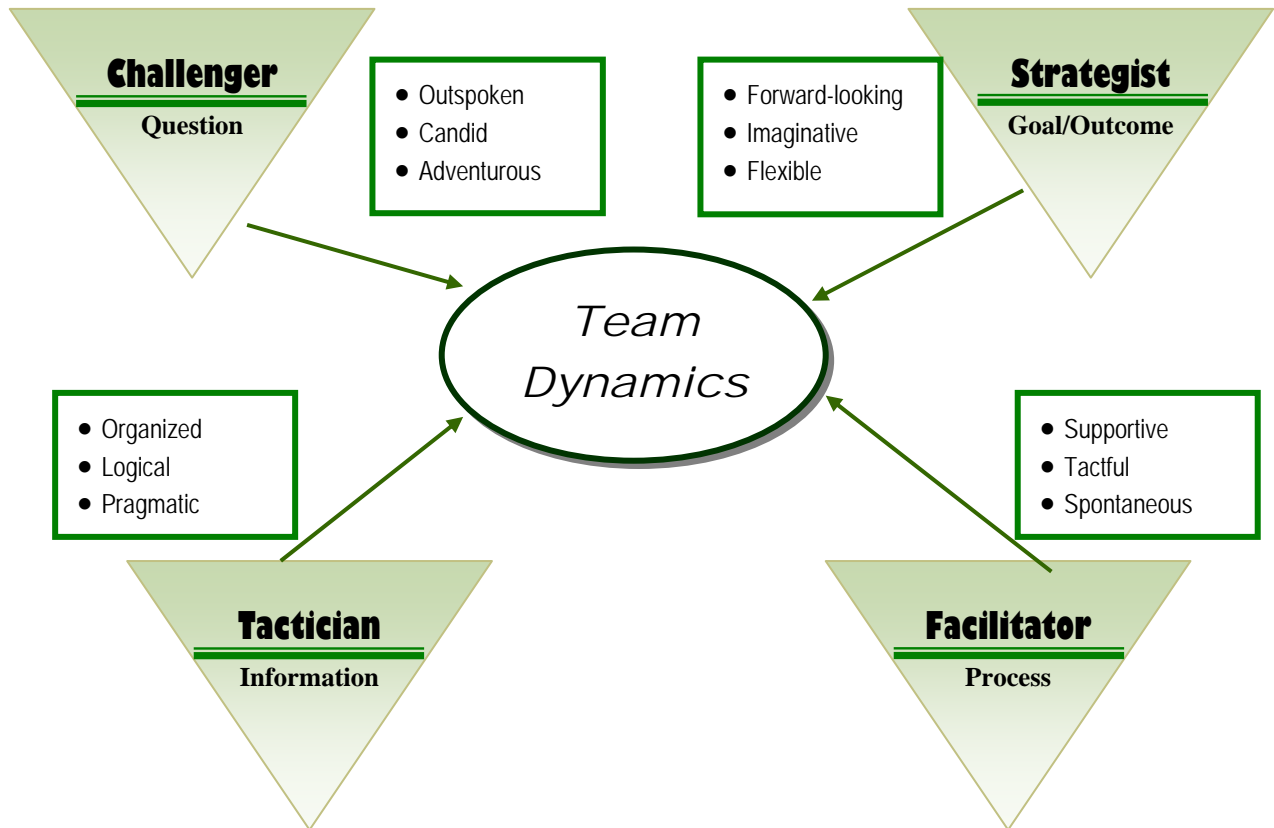 Challenger
Question
• Outspoken
• Candid
• Adventurous
• Forward-looking
• Imaginative
• Flexible
Strategist
Goal/Outcome
Team
Dynamics
• Organized
• Logical
• Pragmatic
• Supportive
• Tactful
• Spontaneous
Tactician
Information
Facilitator
Process